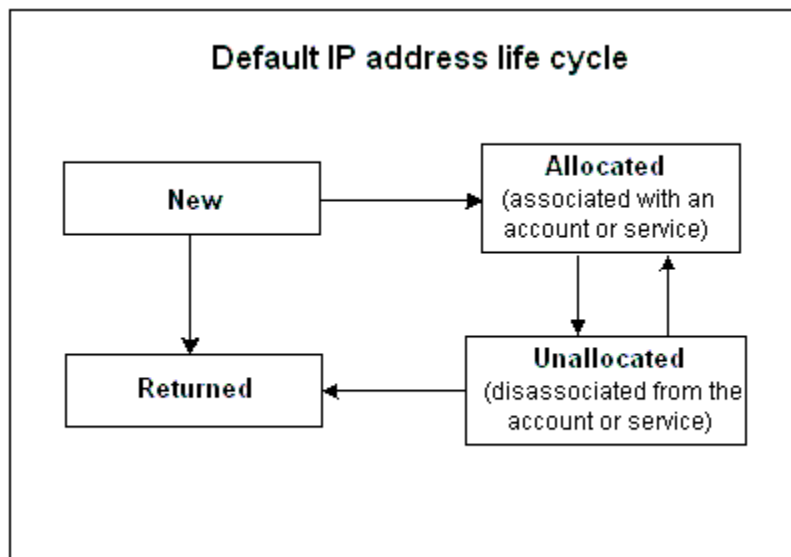 Default IP address life cycle
New
Allocated
(associated with an
account or service)
Returned
Unallocated
(disassociated from the
account or service)